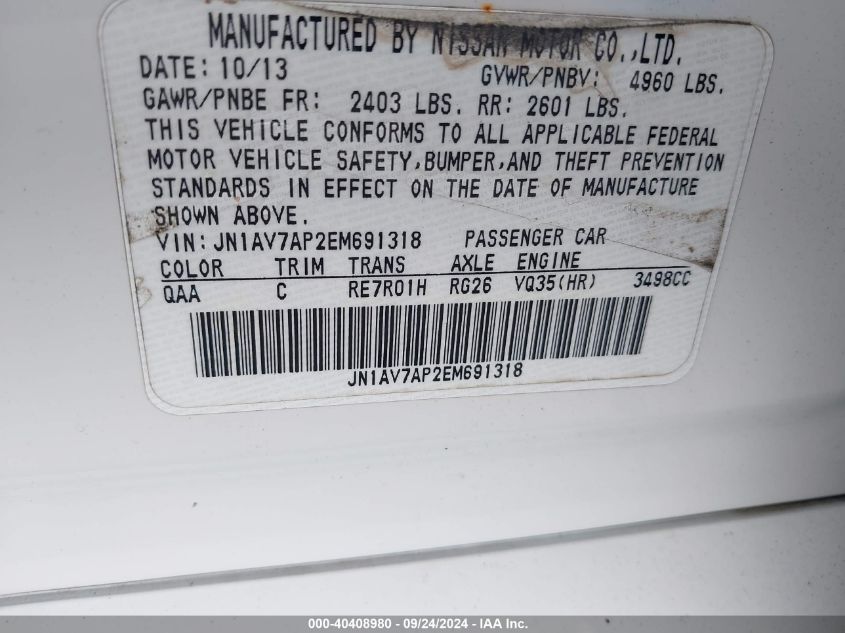 MANUFACTURED BY NISSAN MOTOR CO.,LTD.
DATE: 10/13 GVWR/PNBV: 4960 LBS.
GAWR/PNBE FR: 2403 LBS. RR: 2601 LBS.
THIS VEHICLE CONFORMS TO ALL APPLICABLE FEDERAL
MOTOR VEHICLE SAFETY,BUMPER,AND THEFT PREVENTION
STANDARDS IN EFFECT ON THE DATE OF MANUFACTURE
SHOWN ABOVE.
VIN: JN1AV7AP2EM691318 PASSENGER CAR
COLOR TRIM TRANS AXLE ENGINE
QAA C RE7R01H RG26 VQ35(HR) 3498CC
JN1AV7AP2EM691318
000-40408980 - 09/24/2024 - IAA Inc.